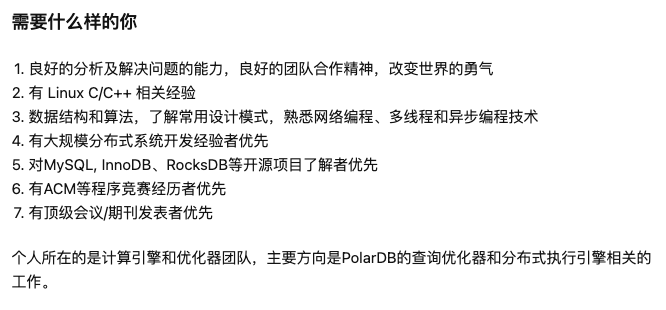 需要什么样的你
1. 良好的分析及解决问题的能力，良好的团队合作精神，改变世界的勇气
2. 有 Linux C/C++ 相关经验
3. 数据结构和算法，了解常用设计模式，熟悉网络编程、多线程和异步编程技术
4. 有大规模分布式系统开发经验者优先
5. 对MySQL, InnoDB、RocksDB等开源项目了解者优先
6. 有ACM等程序竞赛经历者优先
7. 有顶级会议/期刊发表者优先
个人所在的是计算引擎和优化器团队，主要方向是PolarDB的查询优化器和分布式执行引擎相关的
工作。